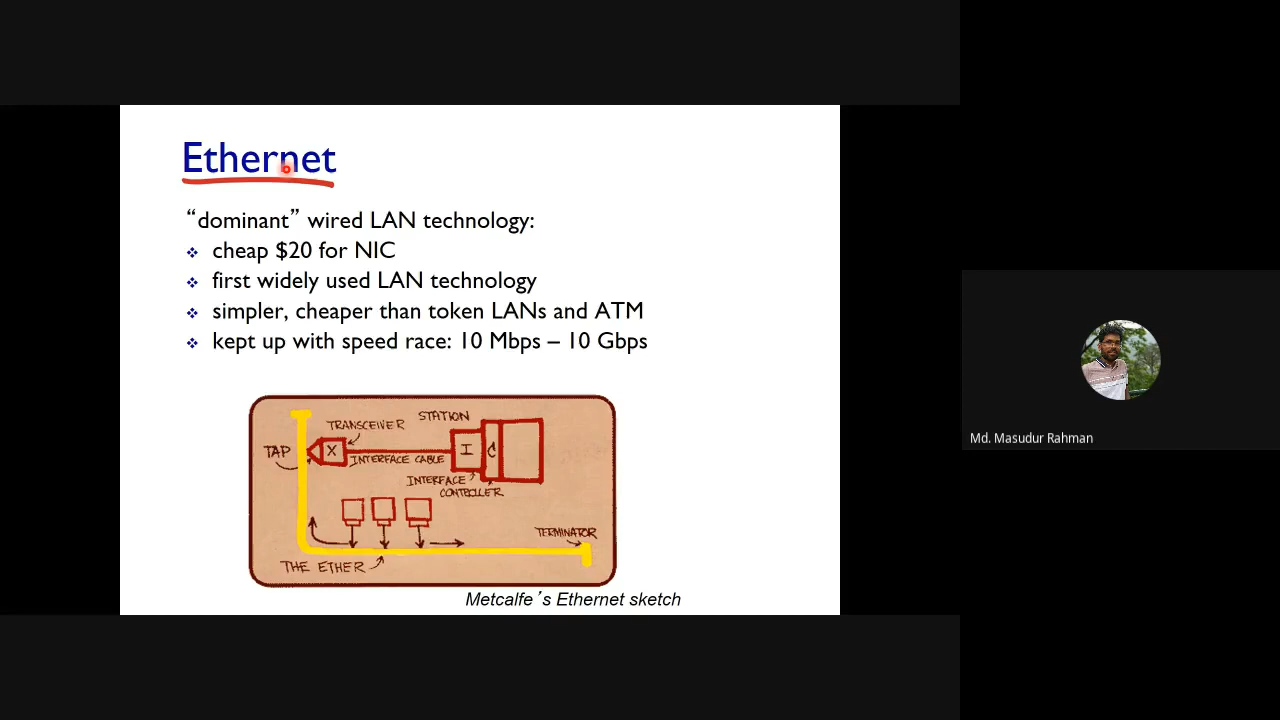 Ethernet
“dominant” wired LAN technology:
❖ cheap $20 for NIC
❖ first widely used LAN technology
❖ simpler, cheaper than token LANs and ATM
❖ kept up with speed race: 10 Mbps – 10 Gbps
STATION
TRANSCEIVER
TAP
X
I
C
INTERFACE CABLE
INTERFACE
CONTROLLER
TERMINATOR
THE ETHER
Metcalfe’s Ethernet sketch
Md. Masudur Rahman